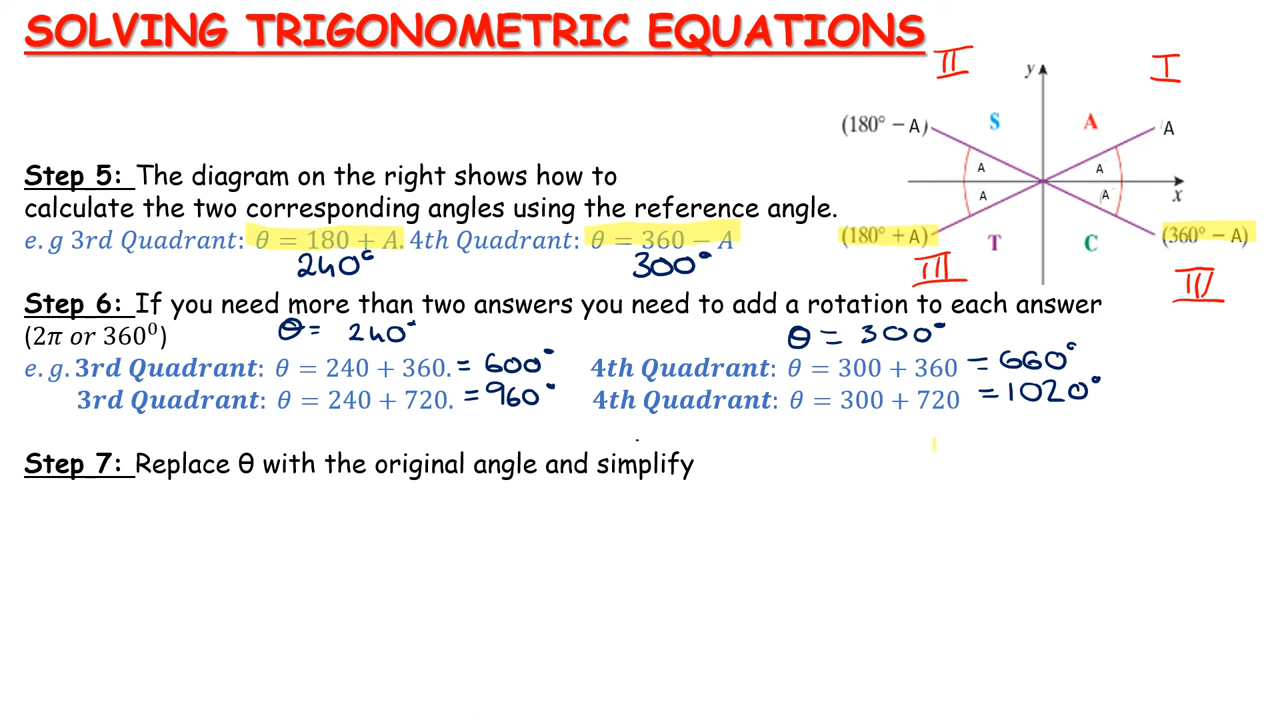 SOLVING TRIGONOMETRIC EQUATIONS
II
I
y
(180° − A)
S
A
A
A
A
Step 5: The diagram on the right shows how to
calculate the two corresponding angles using the reference angle.
A
A
x
e.g 3rd Quadrant: θ = 180 + A. 4th Quadrant: θ = 360 − A
(180° + A)
T
C
(360° − A)
240°
300°
III
IV
Step 6: If you need more than two answers you need to add a rotation to each answer
(2π or 360⁰)
θ = 240°
θ = 300°
e.g. 3rd Quadrant: θ = 240 + 360. = 600°
4th Quadrant: θ = 300 + 360 = 660°
3rd Quadrant: θ = 240 + 720. = 960°
4th Quadrant: θ = 300 + 720 = 1020°
Step 7: Replace θ with the original angle and simplify